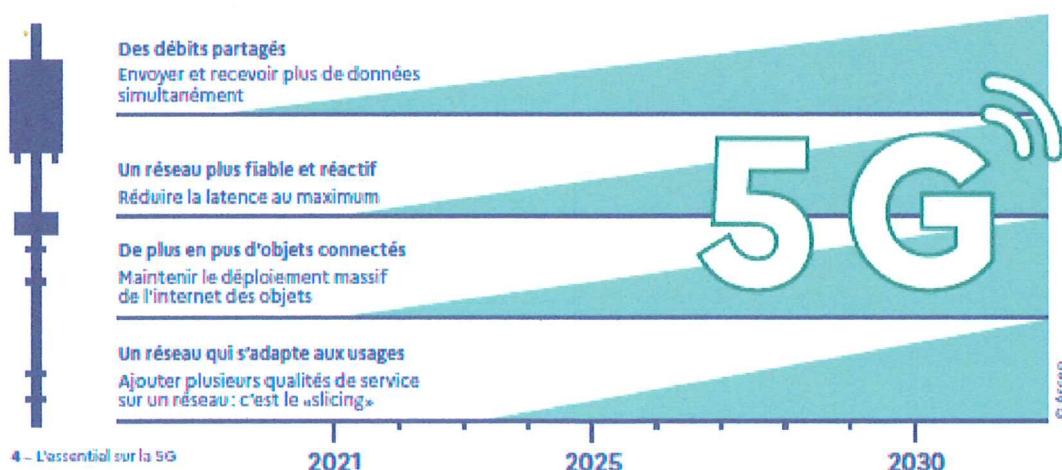 Des débits partagés
Envoyer et recevoir plus de données
simultanément
Un réseau plus fiable et réactif
Réduire la latence au maximum
De plus en pus d'objets connectés
Maintenir le déploiement massif
de l'internet des objets
Un réseau qui s'adapte aux usages
Ajouter plusieurs qualités de service
sur un réseau : c'est le «slicing»
5G
4 – L'essentiel sur la 5G
2021
2025
2030